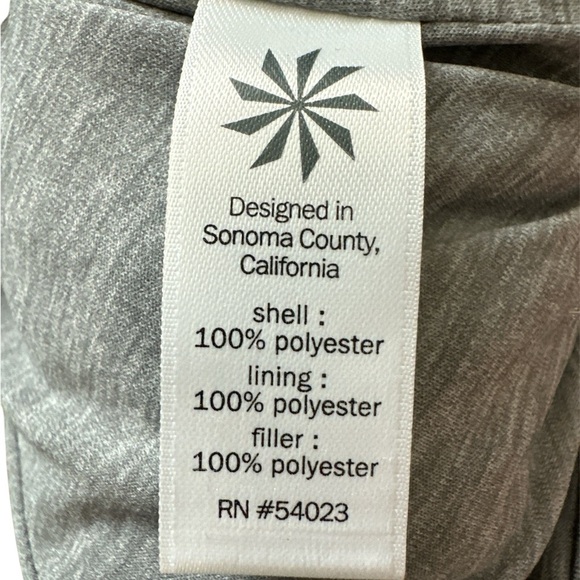 Designed in
Sonoma County,
California
shell :
100% polyester
lining :
100% polyester
filler :
100% polyester
RN #54023